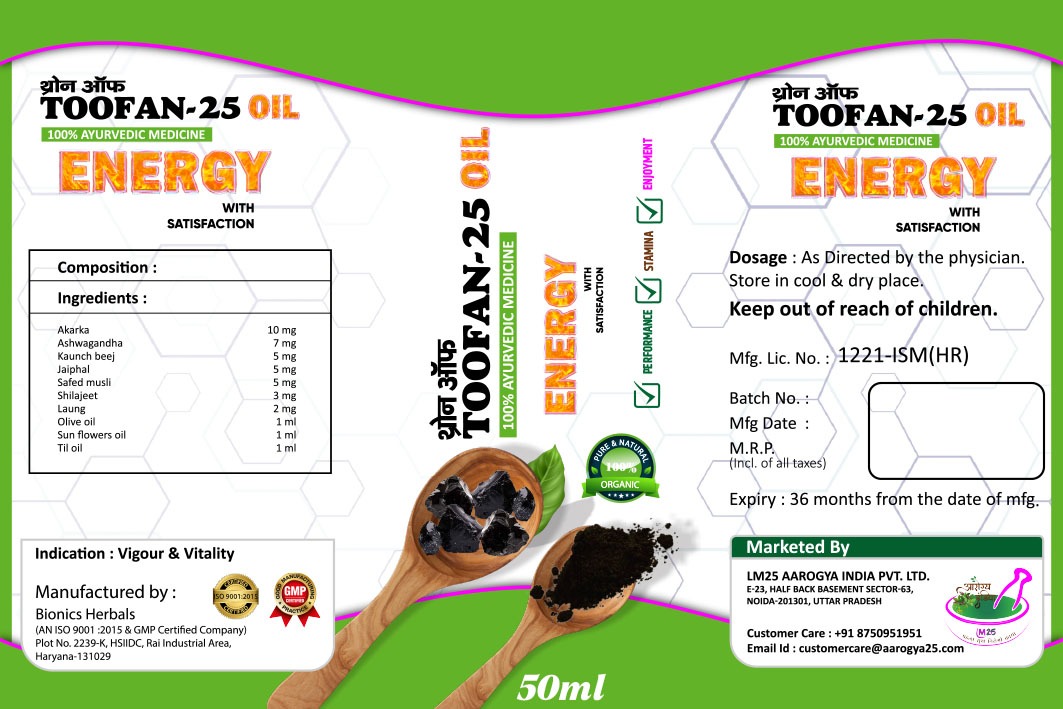 थ्रोन ऑफ
TOOFAN-25 OIL
100% AYURVEDIC MEDICINE
ENERGY
WITH
SATISFACTION
Composition :
Ingredients :
Akarka 10 mg
Ashwagandha 7 mg
Kaunch beej 5 mg
Jaiphal 5 mg
Safed musli 5 mg
Shilajeet 3 mg
Laung 2 mg
Olive oil 1 ml
Sun flowers oil 1 ml
Til oil 1 ml
Indication : Vigour & Vitality
Manufactured by :
Bionics Herbals
(AN ISO 9001 :2015 & GMP Certified Company)
Plot No. 2239-K, HSIIDC, Rai Industrial Area,
Haryana-131029
CERTIFIED
ISO 9001:2015
CERTIFIED
GOOD MANUFACTURING
GMP
PRACTICE
थ्रोन ऑफ
TOOFAN-25 OIL
100% AYURVEDIC MEDICINE
ENERGY
WITH
SATISFACTION
PERFORMANCE STAMINA ENJOYMENT
PURE & NATURAL
100%
ORGANIC
50ml
थ्रोन ऑफ
TOOFAN-25 OIL
100% AYURVEDIC MEDICINE
ENERGY
WITH
SATISFACTION
Dosage : As Directed by the physician.
Store in cool & dry place.
Keep out of reach of children.
Mfg. Lic. No. : 1221-ISM(HR)
Batch No. :
Mfg Date :
M.R.P.
(Incl. of all taxes)
Expiry : 36 months from the date of mfg.
Marketed By
LM25 AAROGYA INDIA PVT. LTD.
E-23, HALF BACK BASEMENT SECTOR-63,
NOIDA-201301, UTTAR PRADESH
Customer Care : +91 8750951951
Email Id : customercare@aarogya25.com
आरोग्य
LM25